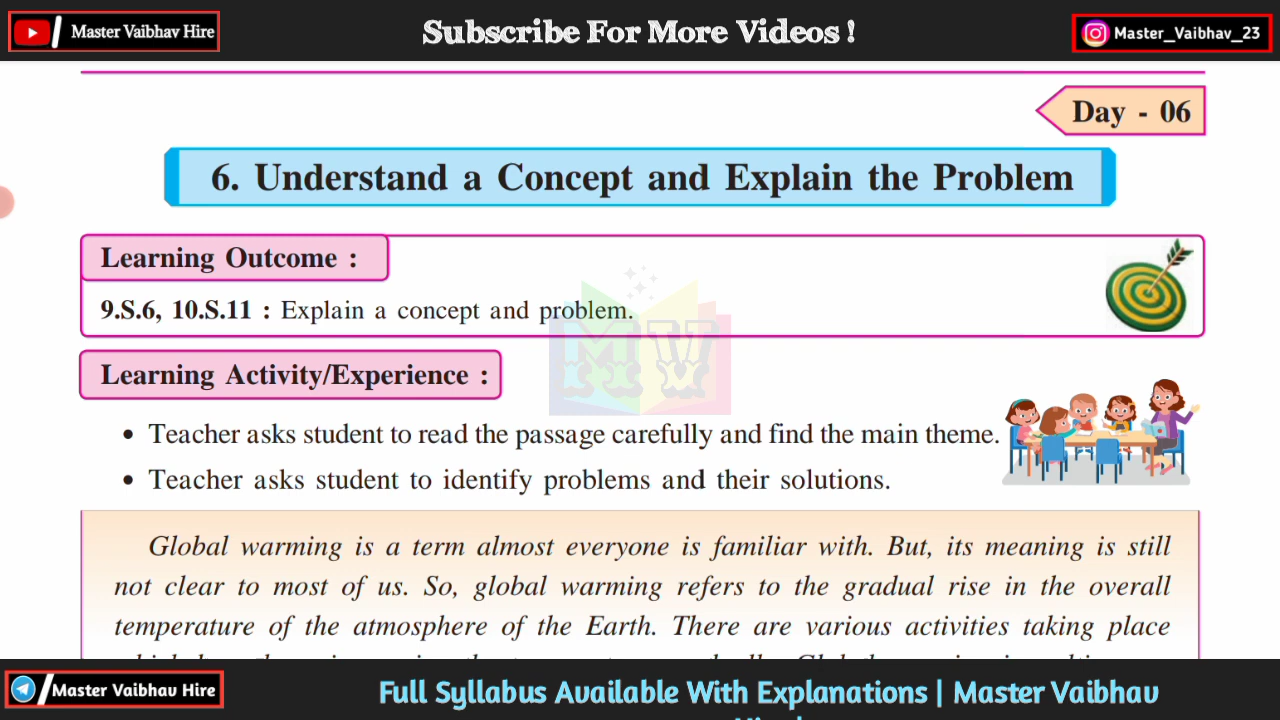 Master Vaibhav Hire
Subscribe For More Videos !
Master_Vaibhav_23
Day - 06
6. Understand a Concept and Explain the Problem
Learning Outcome :
9.S.6, 10.S.11 : Explain a concept and problem.
MV
Learning Activity/Experience :
• Teacher asks student to read the passage carefully and find the main theme.
• Teacher asks student to identify problems and their solutions.
Global warming is a term almost everyone is familiar with. But, its meaning is still
not clear to most of us. So, global warming refers to the gradual rise in the overall
temperature of the atmosphere of the Earth. There are various activities taking place
Master Vaibhav Hire
Full Syllabus Available With Explanations | Master Vaibhav